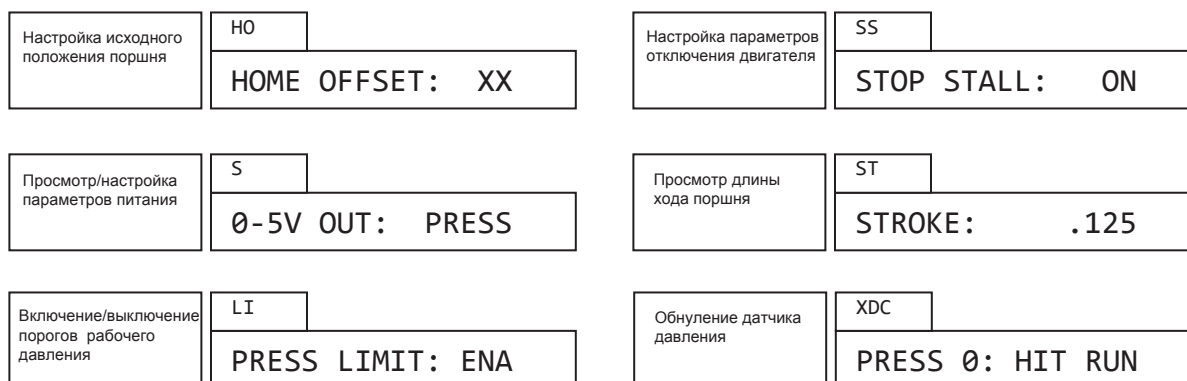 Настройка исходного
положения поршня
HO
HOME OFFSET: XX
Настройка параметров
отключения двигателя
SS
STOP STALL: ON
Просмотр/настройка
параметров питания
S
0-5V OUT: PRESS
Просмотр длины
хода поршня
ST
STROKE: .125
Включение/выключение
порогов рабочего
давления
LI
PRESS LIMIT: ENA
Обнуление датчика
давления
XDC
PRESS 0: HIT RUN